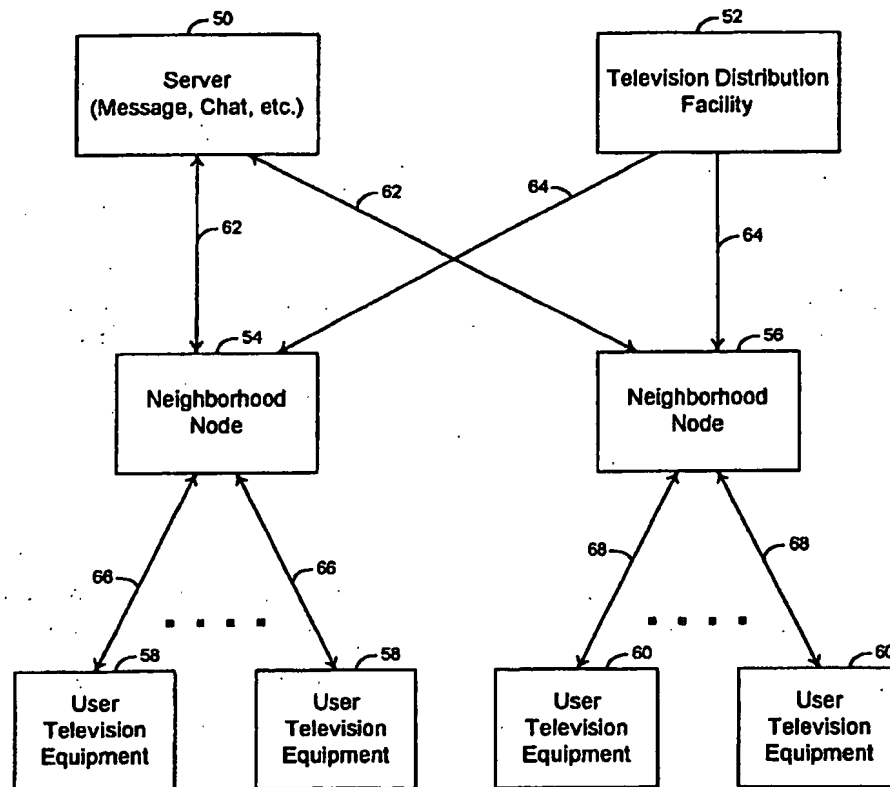 50
52
Server
(Message, Chat, etc.)
Television Distribution
Facility
62
64
62
64
54
56
Neighborhood
Node
Neighborhood
Node
66
66
68
68
58
58
60
60
User
Television
Equipment
User
Television
Equipment
User
Television
Equipment
User
Television
Equipment